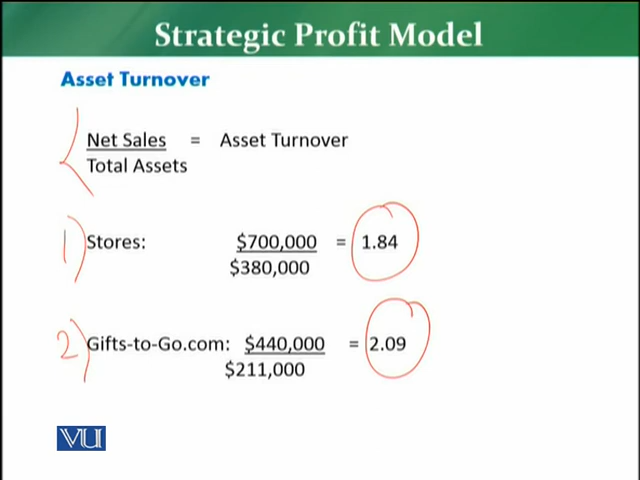 Strategic Profit Model
Asset Turnover
Net Sales = Asset Turnover
Total Assets
1) Stores: $700,000 = 1.84
$380,000
2) Gifts-to-Go.com: $440,000 = 2.09
$211,000
VU